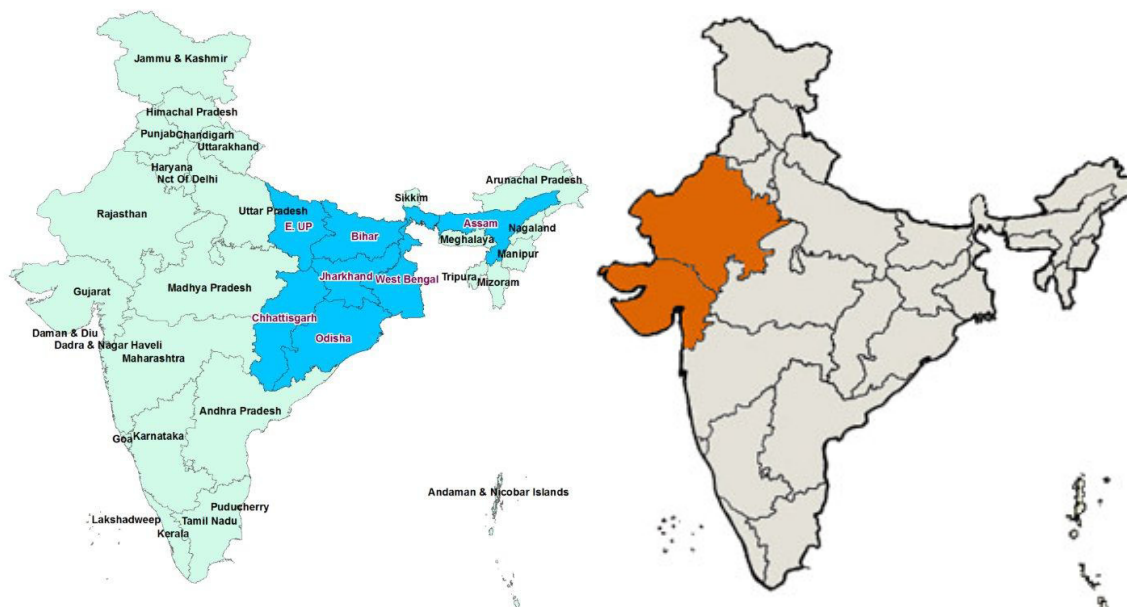 Jammu & Kashmir
Himachal Pradesh
Punjab
Chandigarh
Uttarakhand
Haryana
Nct Of Delhi
Arunachal Pradesh
Sikkim
Rajasthan
Uttar Pradesh
E. UP
Assam
Nagaland
Bihar
Meghalaya
Manipur
Jharkhand
West Bengal
Tripura
Mizoram
Gujarat
Madhya Pradesh
Chhattisgarh
Daman & Diu
Dadra & Nagar Haveli
Odisha
Maharashtra
Andhra Pradesh
Goa
Karnataka
Andaman & Nicobar Islands
Puducherry
Lakshadweep
Tamil Nadu
Kerala